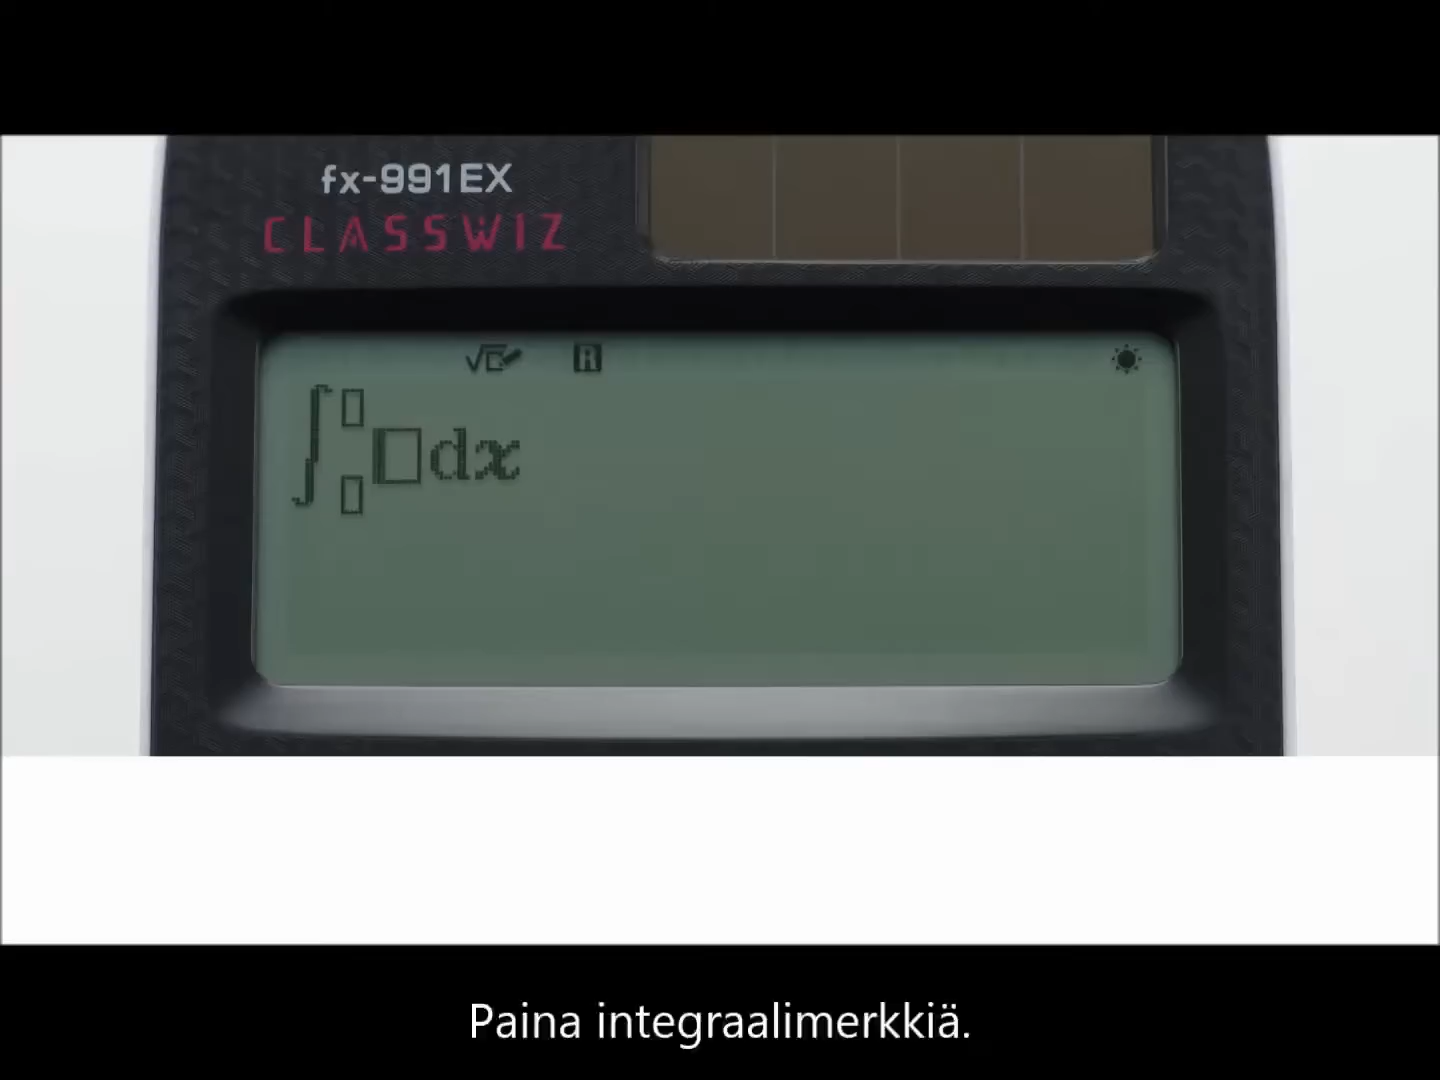 fx-991EX
CLASSWIZ
√□ R
∫□□ □dx
Paina integraalimerkkiä.